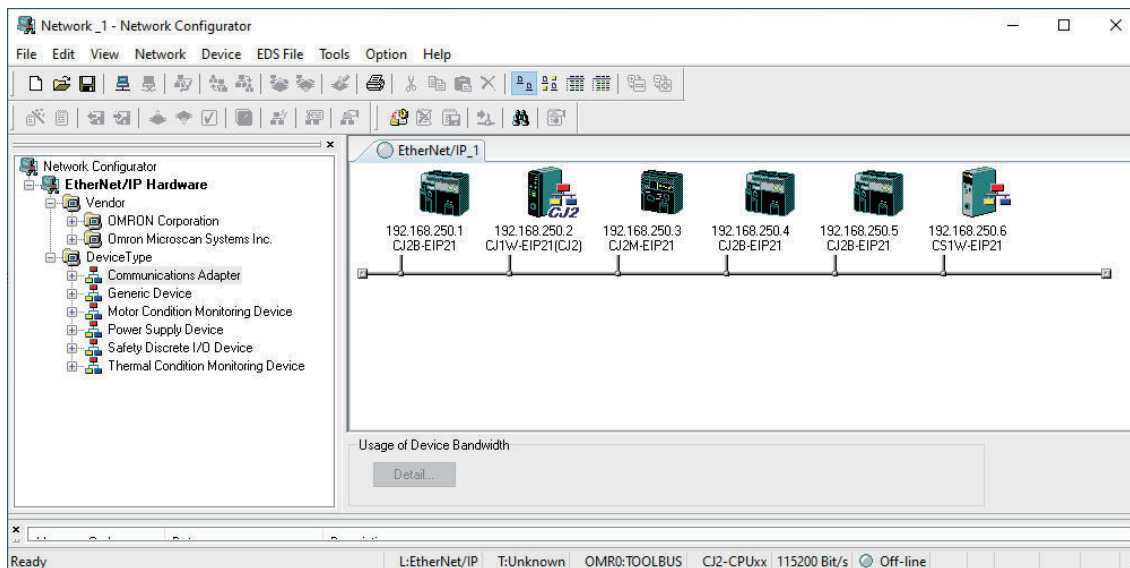 Network _1 - Network Configurator
File Edit View Network Device EDS File Tools Option Help
Network Configurator
EtherNet/IP Hardware
Vendor
OMRON Corporation
Omron Microscan Systems Inc.
DeviceType
Communications Adapter
Generic Device
Motor Condition Monitoring Device
Power Supply Device
Safety Discrete I/O Device
Thermal Condition Monitoring Device
EtherNet/IP_1
CJ2
192.168.250.1 192.168.250.2 192.168.250.3 192.168.250.4 192.168.250.5 192.168.250.6
CJ2B-EIP21 CJ1W-EIP21(CJ2) CJ2M-EIP21 CJ2B-EIP21 CJ2B-EIP21 CS1W-EIP21
Usage of Device Bandwidth
Detail...
Ready L:EtherNet/IP T:Unknown OMR0:TOOLBUS CJ2-CPUxx 115200 Bit/s Off-line